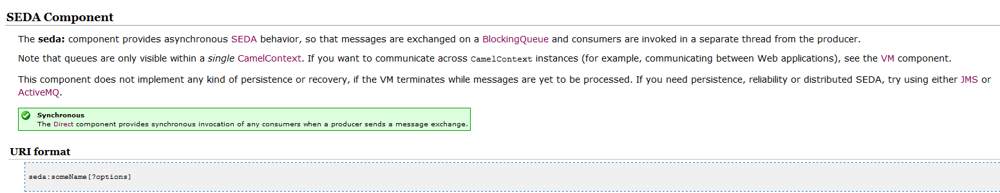 SEDA Component
The seda: component provides asynchronous SEDA behavior, so that messages are exchanged on a BlockingQueue and consumers are invoked in a separate thread from the producer.
Note that queues are only visible within a single CamelContext. If you want to communicate across CamelContext instances (for example, communicating between Web applications), see the VM component.
This component does not implement any kind of persistence or recovery, if the VM terminates while messages are yet to be processed. If you need persistence, reliability or distributed SEDA, try using either JMS or
ActiveMQ.
Synchronous
The Direct component provides synchronous invocation of any consumers when a producer sends a message exchange.
URI format
seda:someName[?options]